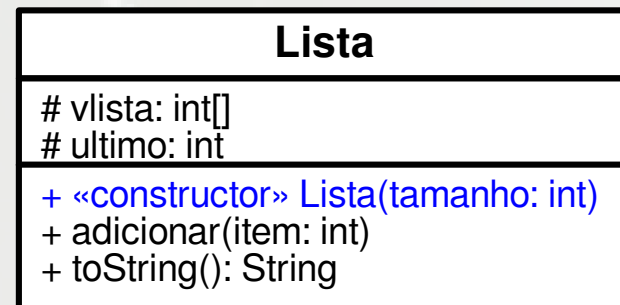 Lista
# vlista: int[]
# ultimo: int
+ «constructor» Lista(tamanho: int)
+ adicionar(item: int)
+ toString(): String